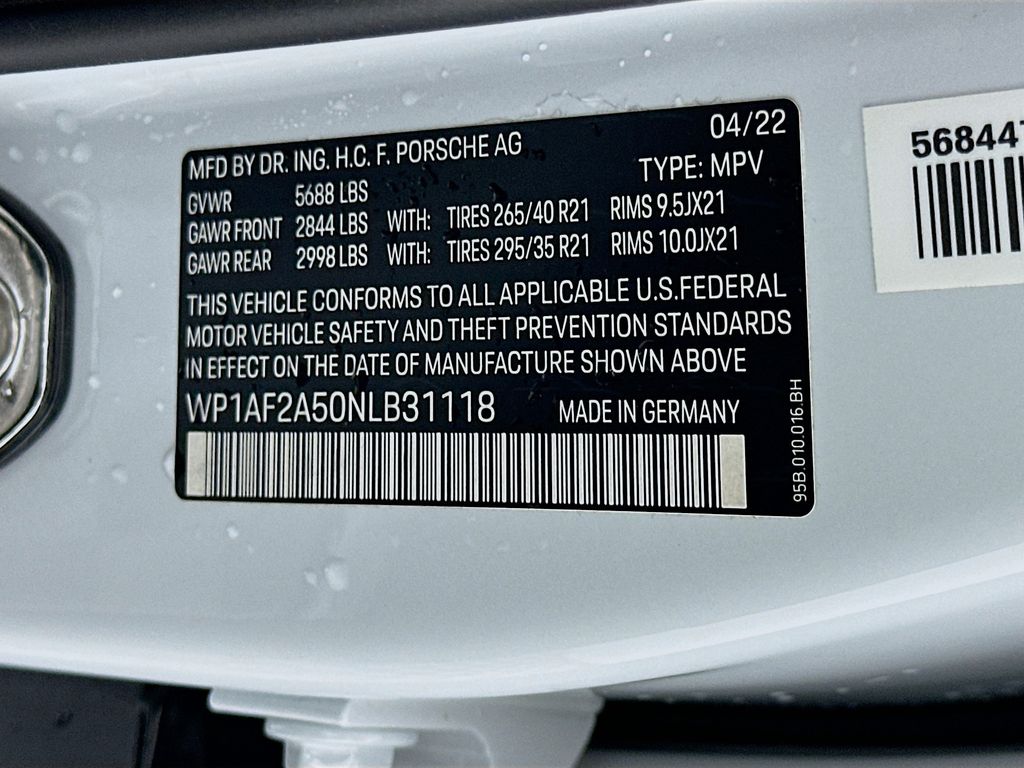 MFD BY DR. ING. H.C. F. PORSCHE AG 04/22
TYPE: MPV
GVWR 5688 LBS
GAWR FRONT 2844 LBS WITH: TIRES 265/40 R21 RIMS 9.5JX21
GAWR REAR 2998 LBS WITH: TIRES 295/35 R21 RIMS 10.0JX21
THIS VEHICLE CONFORMS TO ALL APPLICABLE U.S.FEDERAL
MOTOR VEHICLE SAFETY AND THEFT PREVENTION STANDARDS
IN EFFECT ON THE DATE OF MANUFACTURE SHOWN ABOVE
WP1AF2A50NLB31118 MADE IN GERMANY
95B.010.016.BH